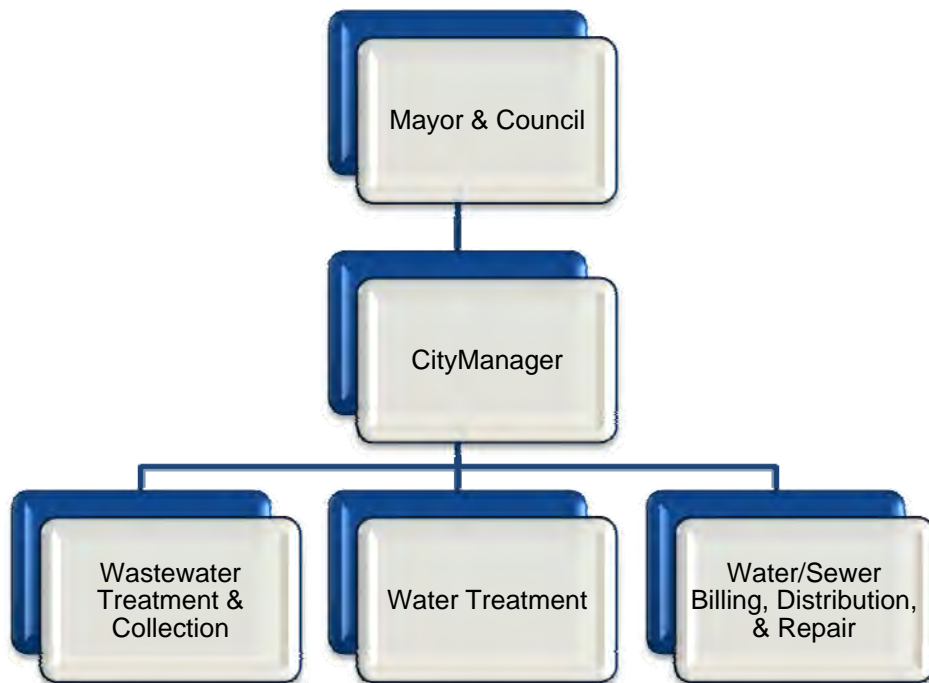 Mayor & Council
CityManager
Wastewater
Treatment &
Collection
Water Treatment
Water/Sewer
Billing, Distribution,
& Repair